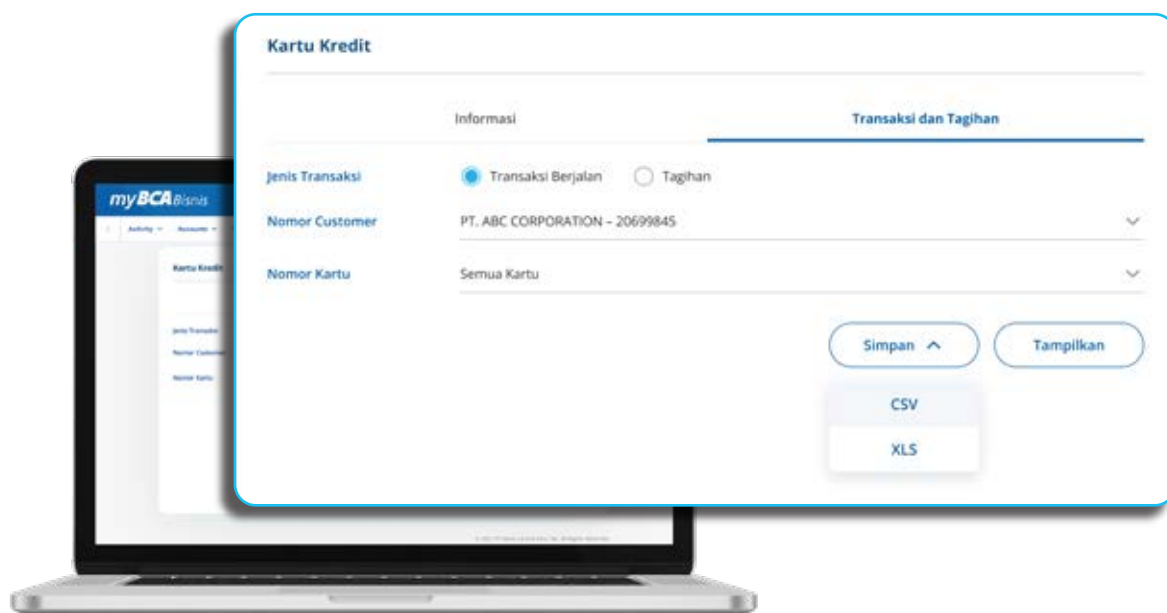 Kartu Kredit
Informasi Transaksi dan Tagihan
Jenis Transaksi Transaksi Berjalan Tagihan
Nomor Customer PT. ABC CORPORATION – 20699845
Nomor Kartu Semua Kartu
Simpan Tampilkan
CSV
XLS
myBCA Bisnis
Activity Accounts
Kartu Kredit
Jenis Transaksi
Nomor Customer
Nomor Kartu